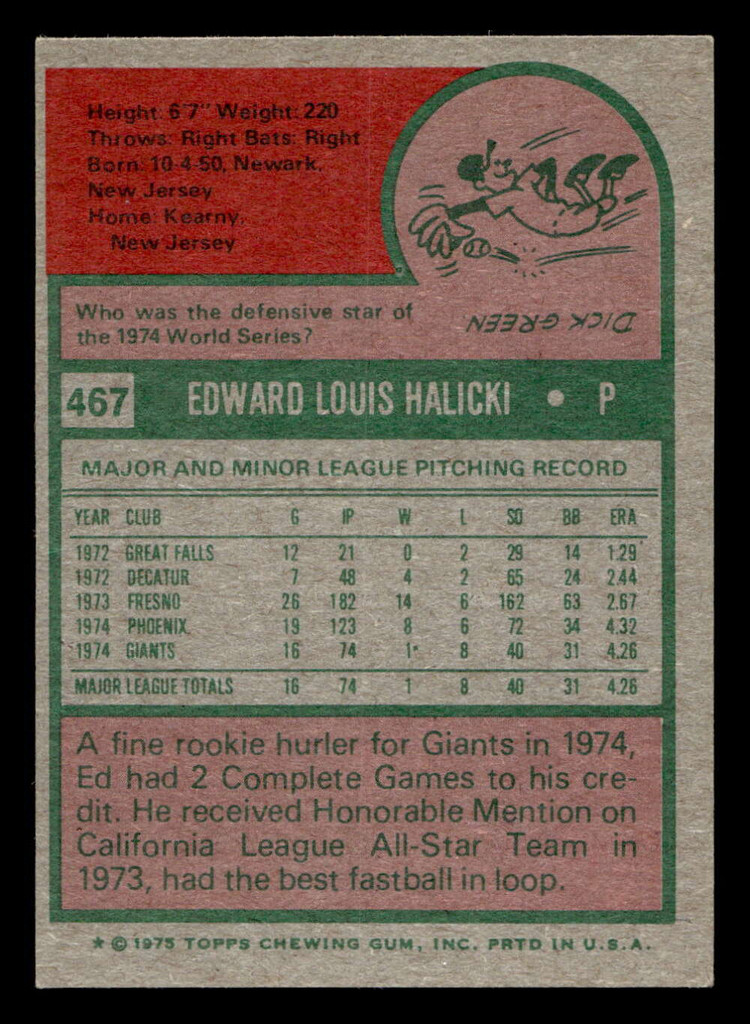 Height: 6'7" Weight: 220
Throws: Right Bats: Right
Born: 10-4-50, Newark,
New Jersey
Home: Kearny,
New Jersey
Who was the defensive star of
the 1974 World Series?
DICK GREEN
467 EDWARD LOUIS HALICKI • P
MAJOR AND MINOR LEAGUE PITCHING RECORD
YEAR CLUB G IP W L SO BB ERA
1972 GREAT FALLS 12 21 0 2 29 14 1.29
1972 DECATUR 7 48 4 2 65 24 2.44
1973 FRESNO 26 182 14 6 162 63 2.67
1974 PHOENIX 19 123 8 6 72 34 4.32
1974 GIANTS 16 74 1 8 40 31 4.26
MAJOR LEAGUE TOTALS 16 74 1 8 40 31 4.26
A fine rookie hurler for Giants in 1974,
Ed had 2 Complete Games to his cre-
dit. He received Honorable Mention on
California League All-Star Team in
1973, had the best fastball in loop.
★ © 1975 TOPPS CHEWING GUM, INC. PRTD IN U.S.A.